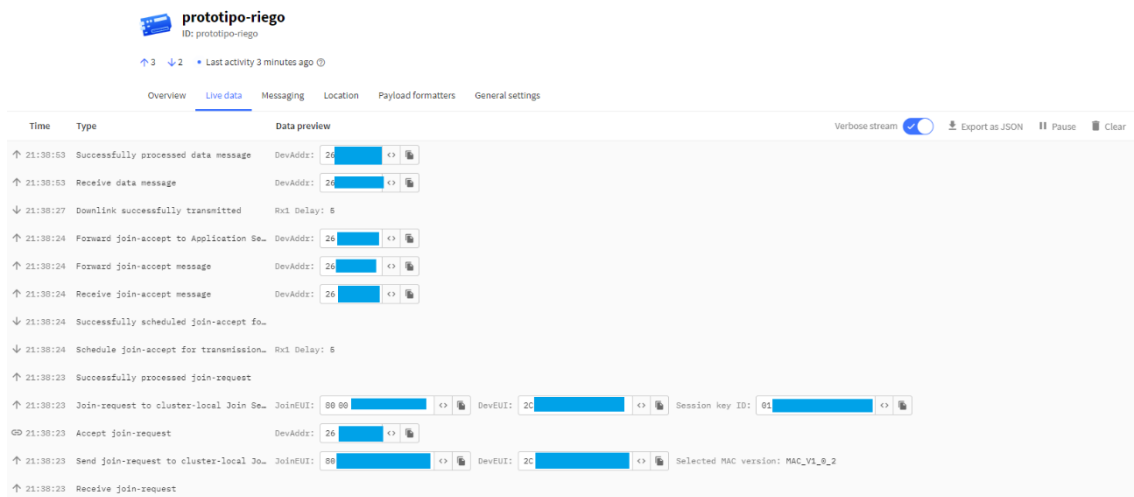 prototipo-riego
ID: prototipo-riego
↑ 3 ↓ 2 • Last activity 3 minutes ago
Overview Live data Messaging Location Payload formatters General settings
Time Type Data preview Verbose stream Export as JSON Pause Clear
↑ 21:38:53 Successfully processed data message DevAddr: 26 <>
↑ 21:38:53 Receive data message DevAddr: 26 <>
↓ 21:38:27 Downlink successfully transmitted Rx1 Delay: 5
↑ 21:38:24 Forward join-accept to Application Se… DevAddr: 26 <>
↑ 21:38:24 Forward join-accept message DevAddr: 26 <>
↑ 21:38:24 Receive join-accept message DevAddr: 26 <>
↓ 21:38:24 Successfully scheduled join-accept fo…
↓ 21:38:24 Schedule join-accept for transmission… Rx1 Delay: 5
↑ 21:38:23 Successfully processed join-request
↑ 21:38:23 Join-request to cluster-local Join Se… JoinEUI: 80 00 <> DevEUI: 2C <> Session key ID: 01 <>
21:38:23 Accept join-request DevAddr: 26 <>
↑ 21:38:23 Send join-request to cluster-local Jo… JoinEUI: 80 <> DevEUI: 2C <> Selected MAC version: MAC_V1_0_2
↑ 21:38:23 Receive join-request